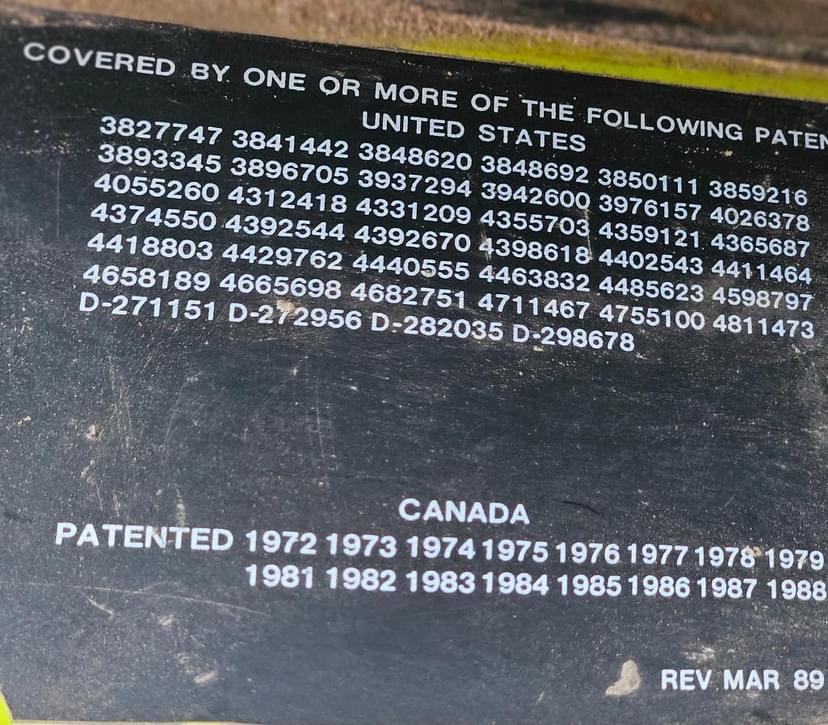 COVERED BY ONE OR MORE OF THE FOLLOWING PATEN
UNITED STATES
3827747 3841442 3848620 3848692 3850111 3859216
3893345 3896705 3937294 3942600 3976157 4026378
4055260 4312418 4331209 4355703 4359121 4365687
4374550 4392544 4392670 4398618 4402543 4411464
4418803 4429762 4440555 4463832 4485623 4598797
4658189 4665698 4682751 4711467 4755100 4811473
D-271151 D-272956 D-282035 D-298678
CANADA
PATENTED 1972 1973 1974 1975 1976 1977 1978 1979
1981 1982 1983 1984 1985 1986 1987 1988
REV MAR 89